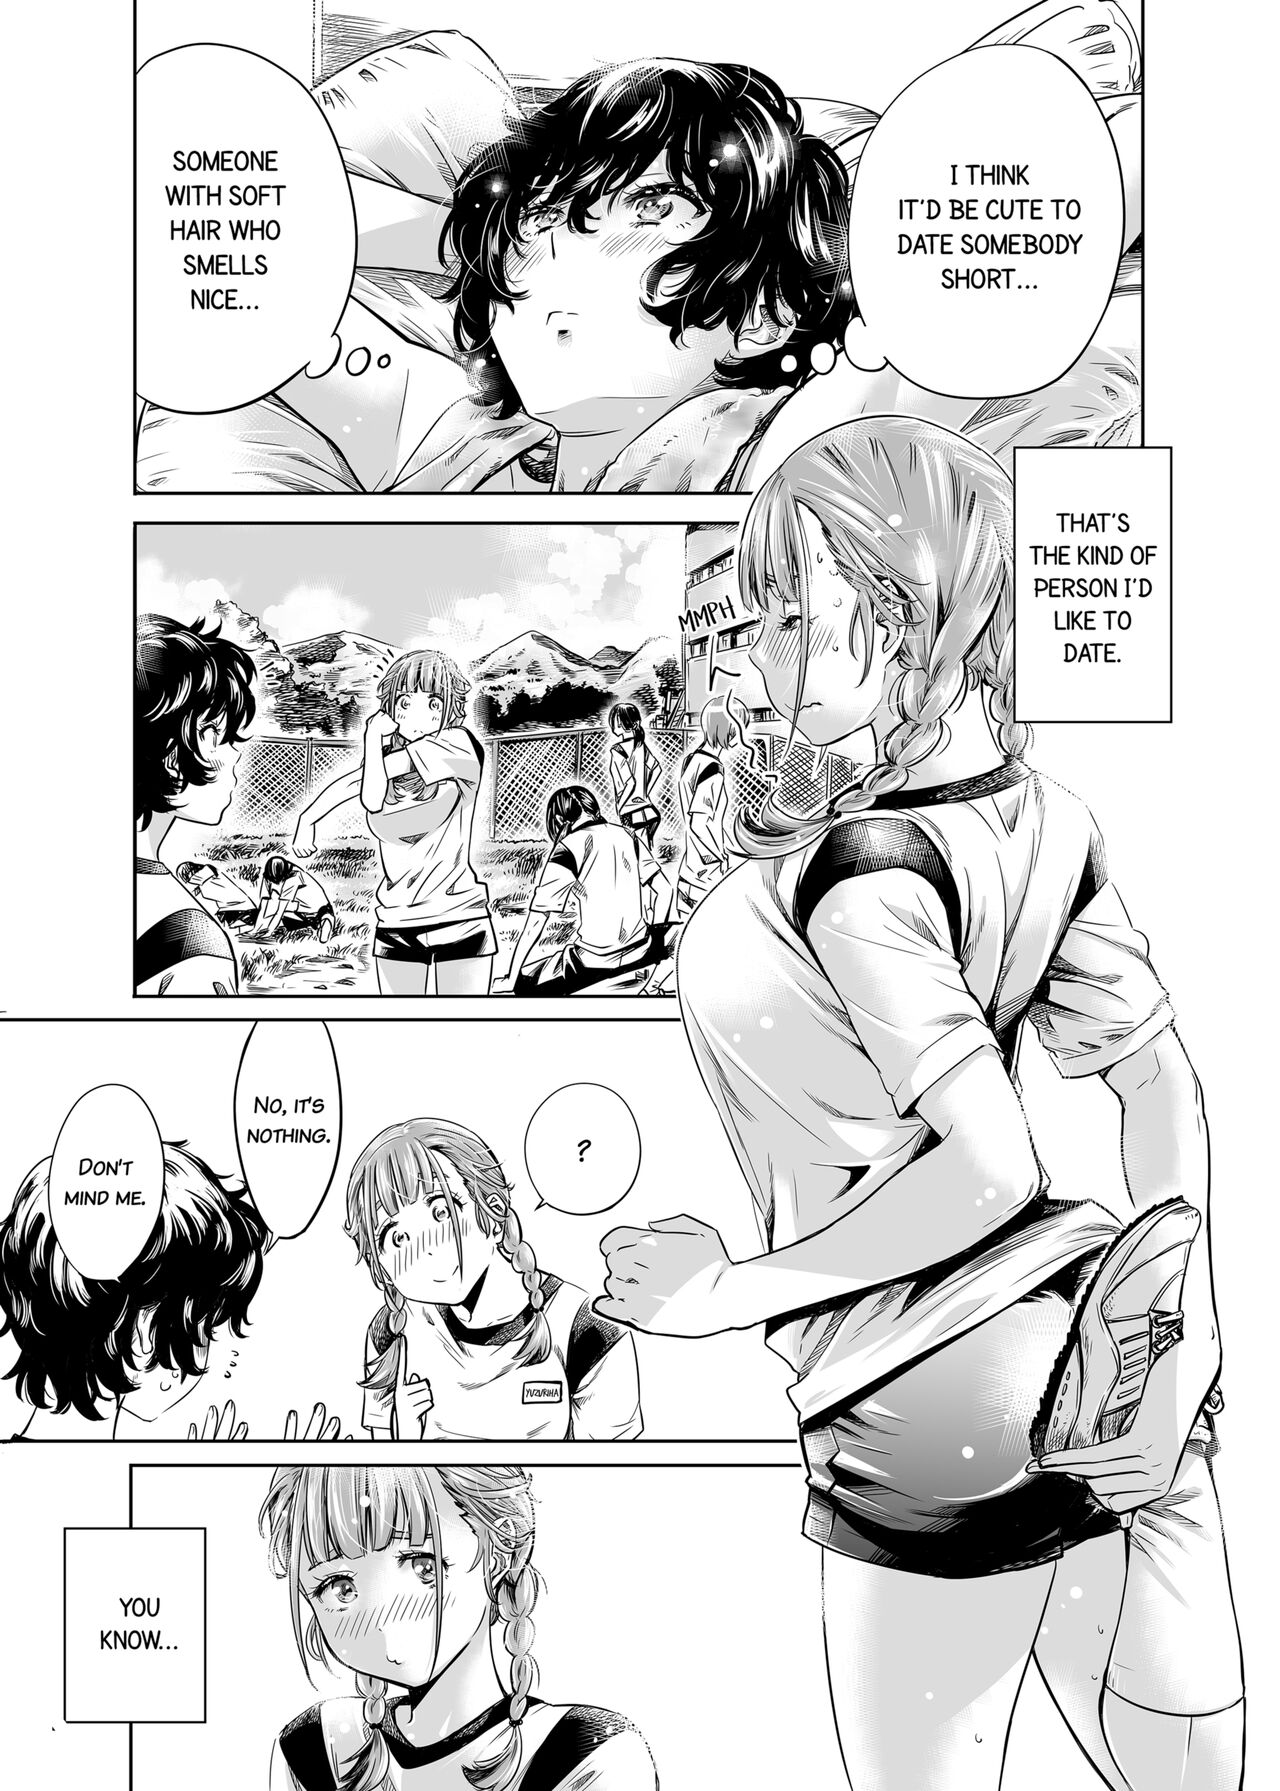 I THINK
IT'D BE CUTE TO
DATE SOMEBODY
SHORT...
SOMEONE
WITH SOFT
HAIR WHO
SMELLS
NICE...
THAT'S
THE KIND OF
PERSON I'D
LIKE TO
DATE.
MMPH
?
NO, IT'S
NOTHING.
DON'T
MIND ME.
YUZURIHA
YOU
KNOW...